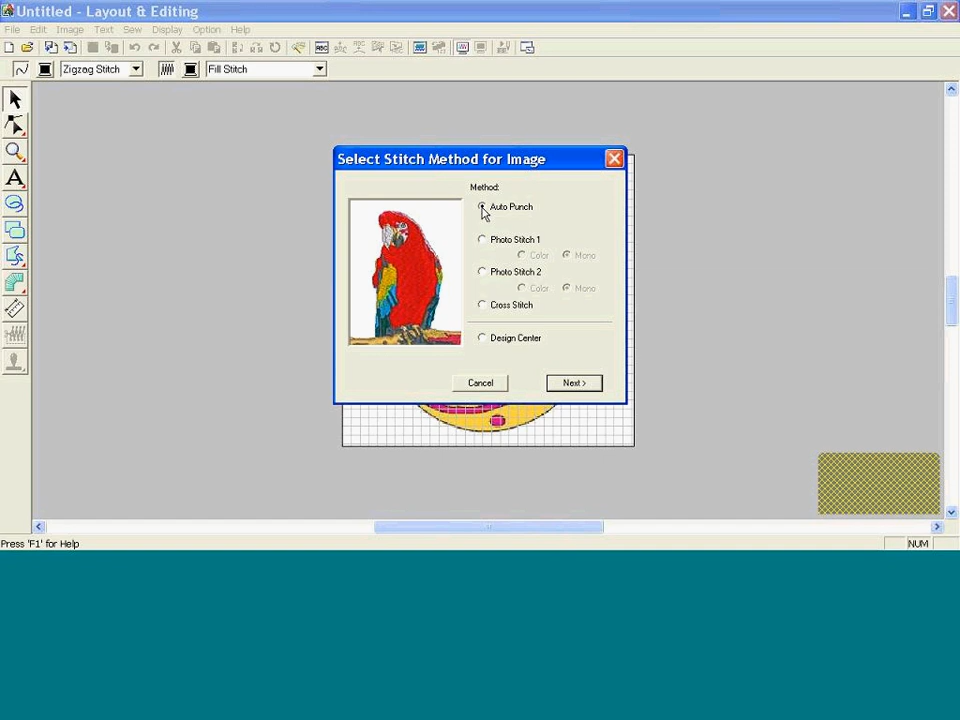 Untitled - Layout & Editing
File Edit Image Text Sew Display Option Help
ABC
Zigzag Stitch Fill Stitch
Select Stitch Method for Image
Method:
Auto Punch
Photo Stitch 1
Color Mono
Photo Stitch 2
Color Mono
Cross Stitch
Design Center
Cancel Next >
A
Press 'F1' for Help NUM